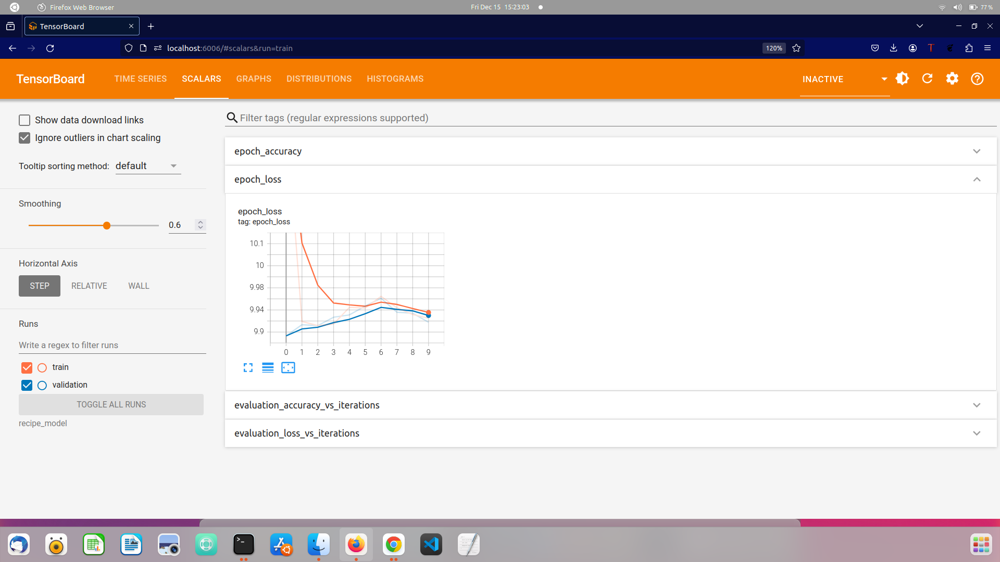 Firefox Web Browser
Fri Dec 15 15:23:03
77 %
TensorBoard
localhost:6006/#scalars&run=train
120%
TensorBoard
TIME SERIES
SCALARS
GRAPHS
DISTRIBUTIONS
HISTOGRAMS
INACTIVE
Show data download links
Ignore outliers in chart scaling
Tooltip sorting method: default
Smoothing
0.6
Horizontal Axis
STEP
RELATIVE
WALL
Runs
Write a regex to filter runs
train
validation
TOGGLE ALL RUNS
recipe_model
Filter tags (regular expressions supported)
epoch_accuracy
epoch_loss
epoch_loss
tag: epoch_loss
10.1
10
9.98
9.94
9.9
0 1 2 3 4 5 6 7 8 9
evaluation_accuracy_vs_iterations
evaluation_loss_vs_iterations